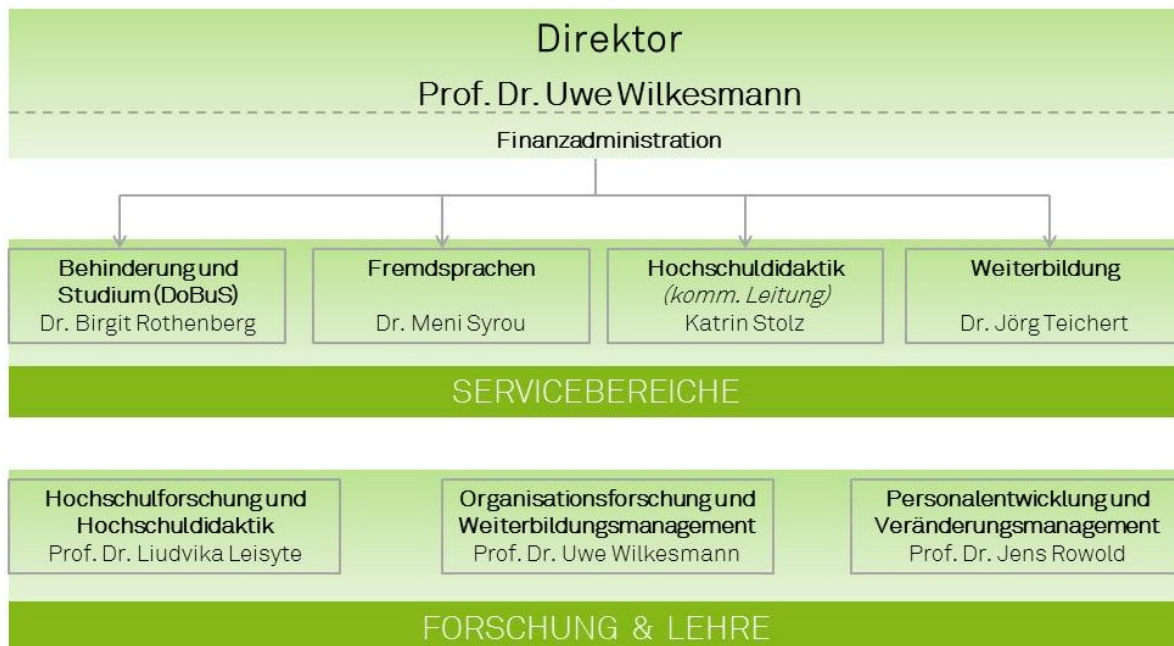 Direktor
Prof. Dr. Uwe Wilkesmann
Finanzadministration
Behinderung und
Studium (DoBuS)
Dr. Birgit Rothenberg
Fremdsprachen
Dr. Meni Syrou
Hochschuldidaktik
(komm. Leitung)
Katrin Stolz
Weiterbildung
Dr. Jörg Teichert
SERVICEBEREICHE
Hochschulforschung und
Hochschuldidaktik
Prof. Dr. Liudvika Leisyte
Organisationsforschung und
Weiterbildungsmanagement
Prof. Dr. Uwe Wilkesmann
Personalentwicklung und
Veränderungsmanagement
Prof. Dr. Jens Rowold
FORSCHUNG & LEHRE